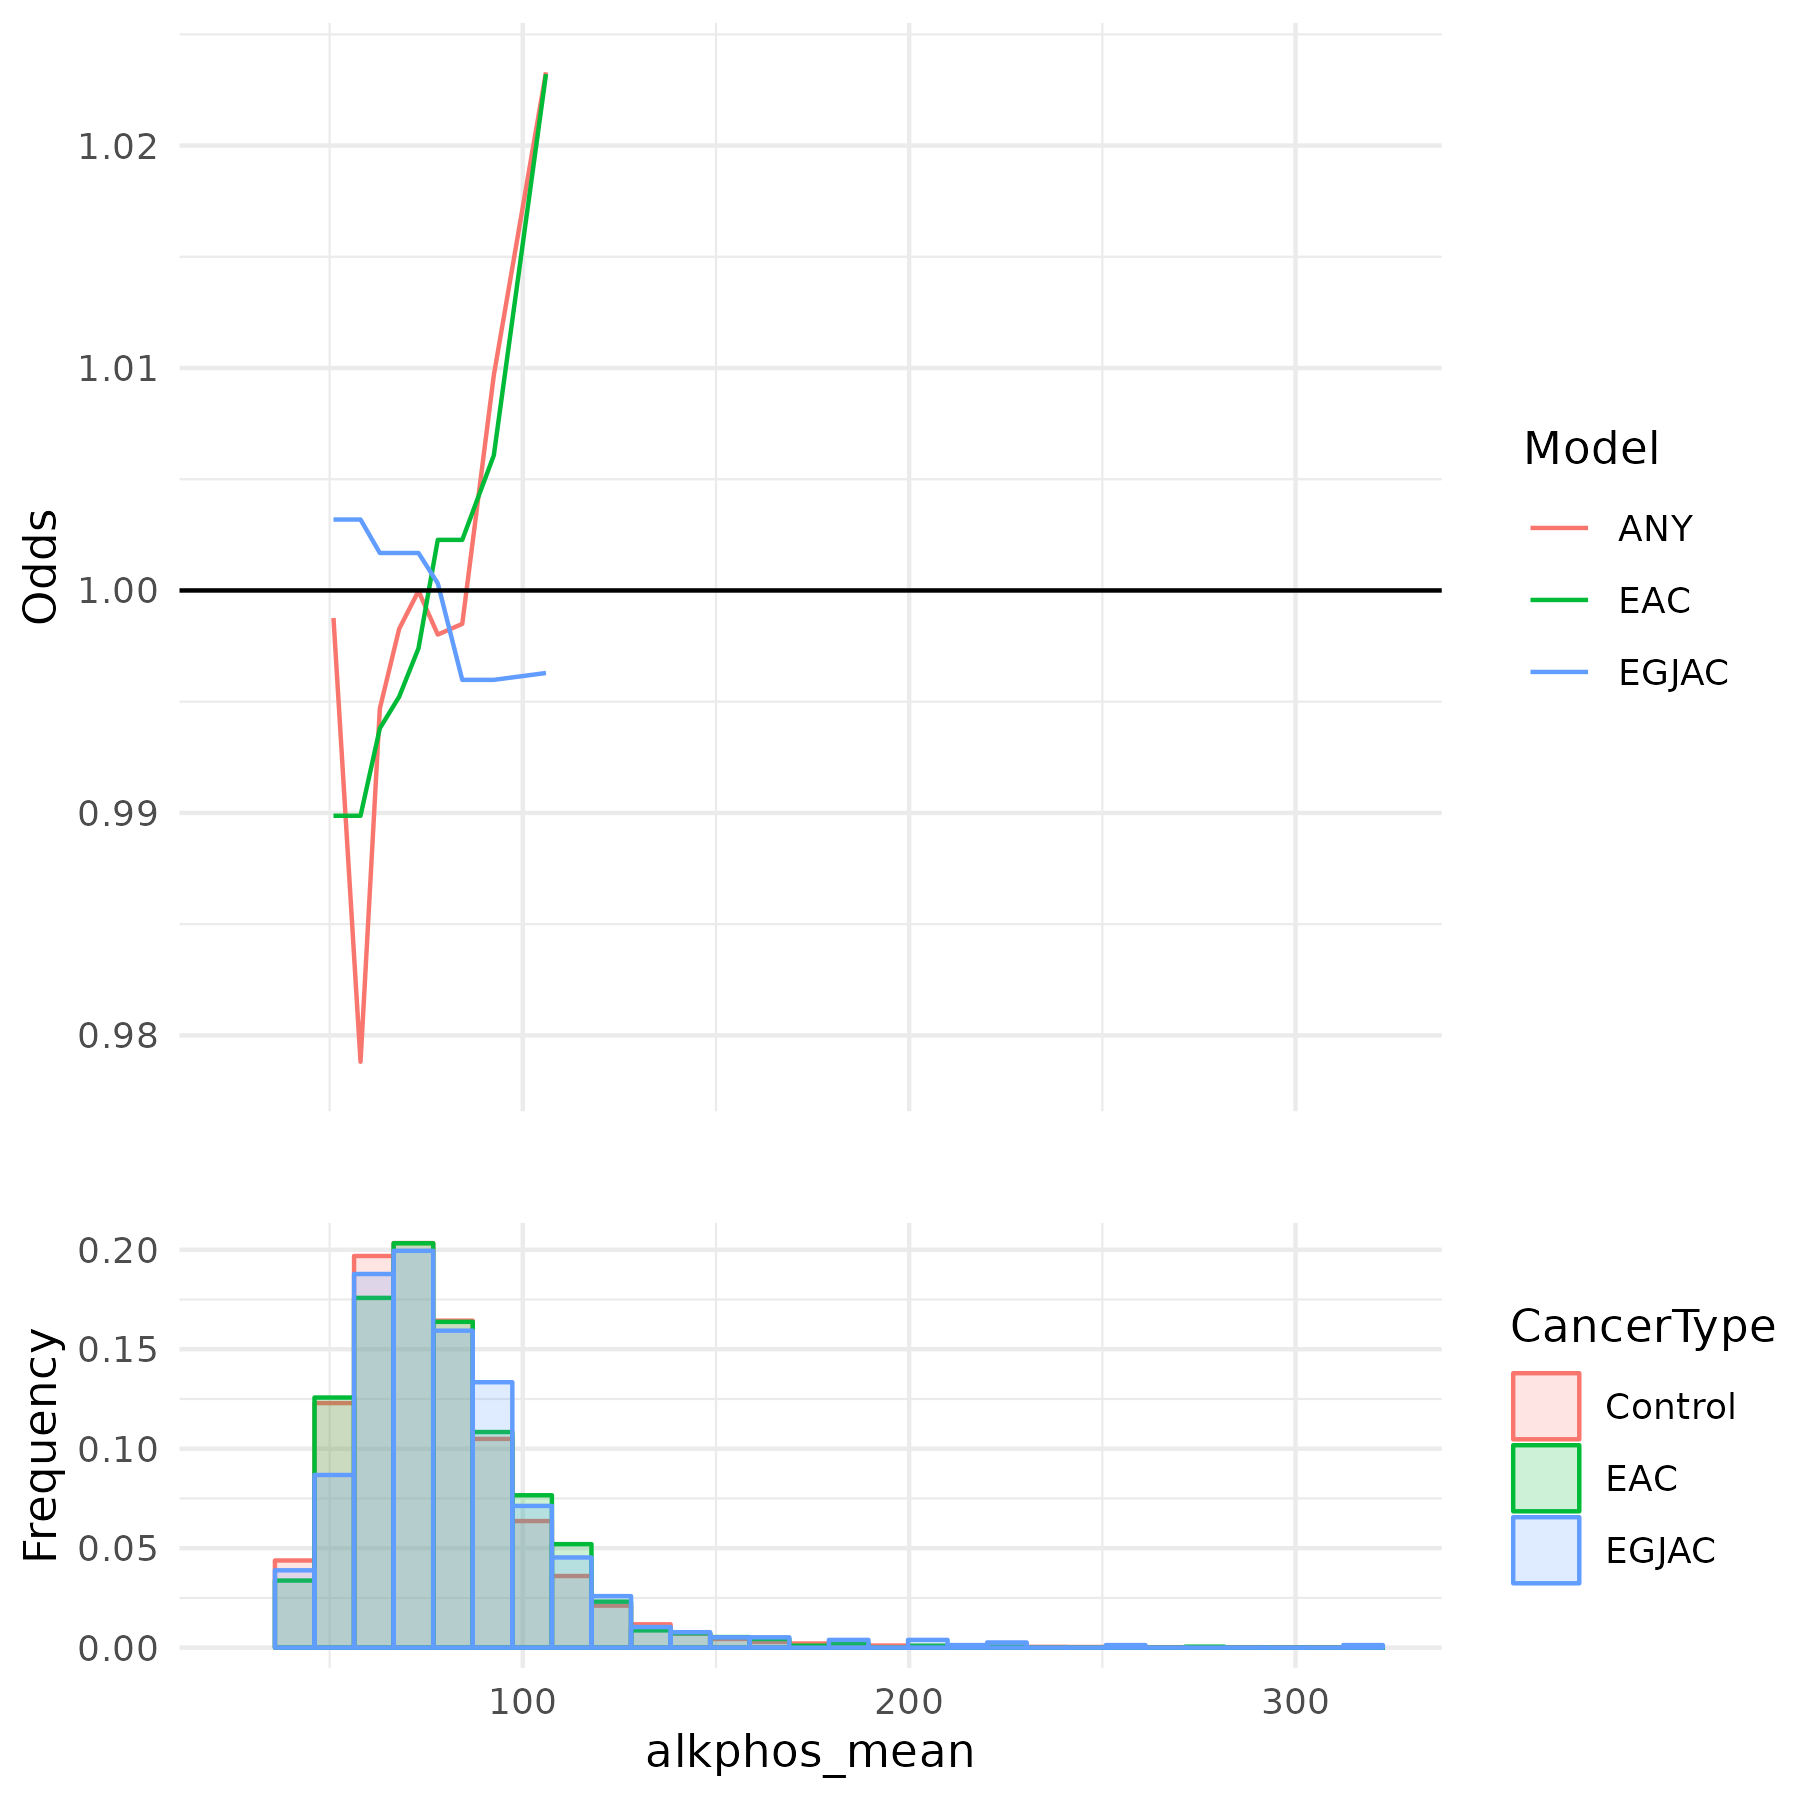 1.02
1.01
1.00
0.99
0.98
Odds
Model
ANY
EAC
EGJAC
0.20
0.15
0.10
0.05
0.00
Frequency
100
200
300
alkphos_mean
CancerType
Control
EAC
EGJAC